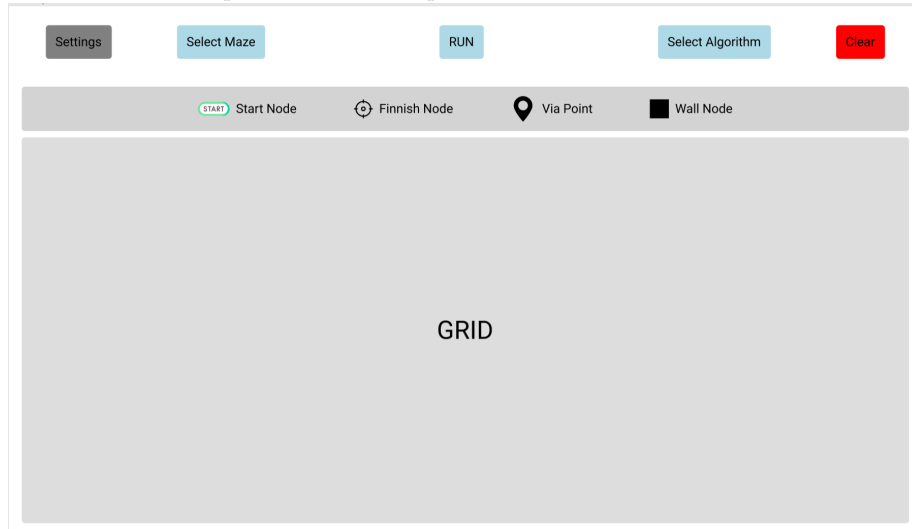 Settings Select Maze RUN Select Algorithm Clear
START Start Node Finnish Node Via Point Wall Node
GRID